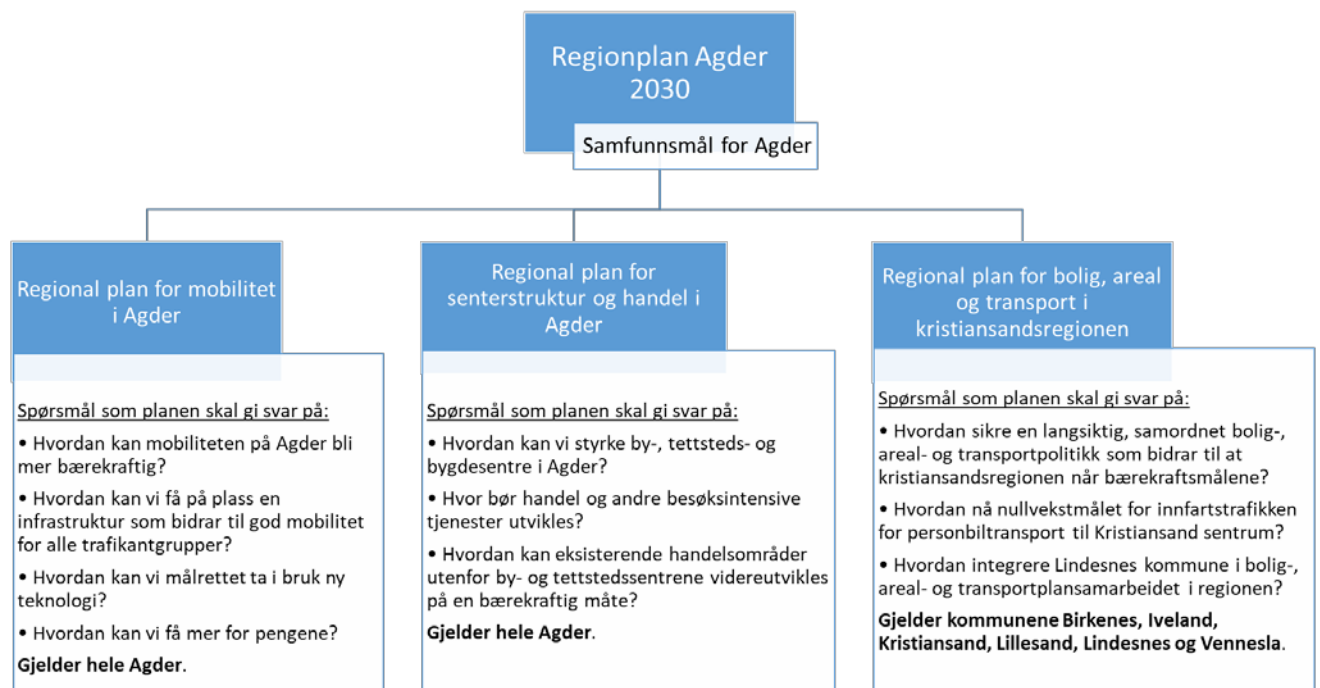 Regionplan Agder
2030
Samfunnsmål for Agder
Regional plan for mobilitet
i Agder
Spørsmål som planen skal gi svar på:
• Hvordan kan mobiliteten på Agder bli
mer bærekraftig?
• Hvordan kan vi få på plass en
infrastruktur som bidrar til god mobilitet
for alle trafikantgrupper?
• Hvordan kan vi målrettet ta i bruk ny
teknologi?
• Hvordan kan vi få mer for pengene?
Gjelder hele Agder.
Regional plan for
senterstruktur og handel i
Agder
Spørsmål som planen skal gi svar på:
• Hvordan kan vi styrke by-, tettsteds- og
bygdesentre i Agder?
• Hvor bør handel og andre besøksintensive
tjenester utvikles?
• Hvordan kan eksisterende handelsområder
utenfor by- og tettstedssentrene videreutvikles
på en bærekraftig måte?
Gjelder hele Agder.
Regional plan for bolig, areal
og transport i
kristiansandsregionen
Spørsmål som planen skal gi svar på:
• Hvordan sikre en langsiktig, samordnet bolig-,
areal- og transportpolitikk som bidrar til at
kristiansandsregionen når bærekraftsmålene?
• Hvordan nå nullvekstmålet for innfartstrafikken
for personbiltransport til Kristiansand sentrum?
• Hvordan integrere Lindesnes kommune i bolig-,
areal- og transportplansamarbeidet i regionen?
Gjelder kommunene Birkenes, Iveland,
Kristiansand, Lillesand, Lindesnes og Vennesla.